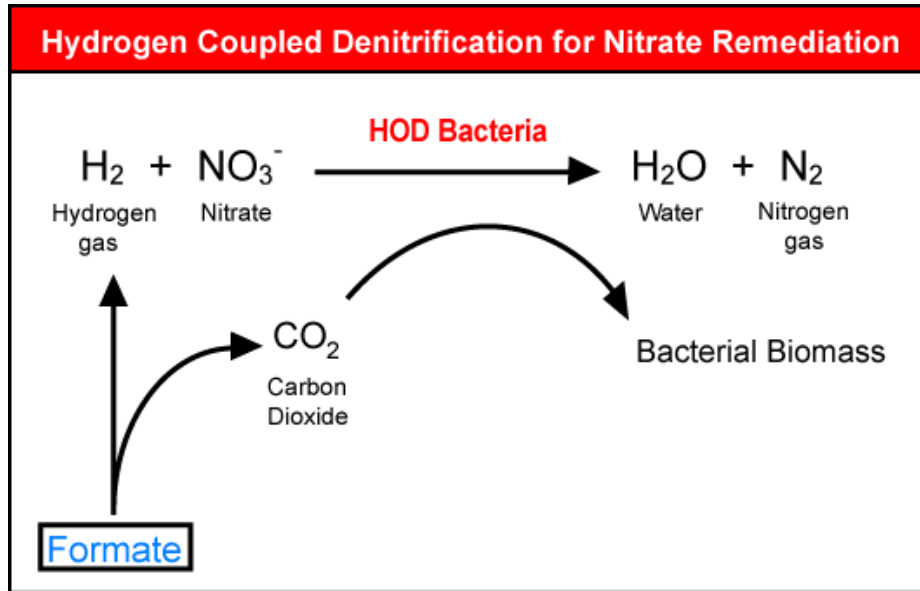 Hydrogen Coupled Denitrification for Nitrate Remediation
HOD Bacteria
H₂ + NO₃⁻ H₂O + N₂
Hydrogen gas Nitrate Water Nitrogen gas
CO₂
Carbon
Dioxide
Bacterial Biomass
Formate